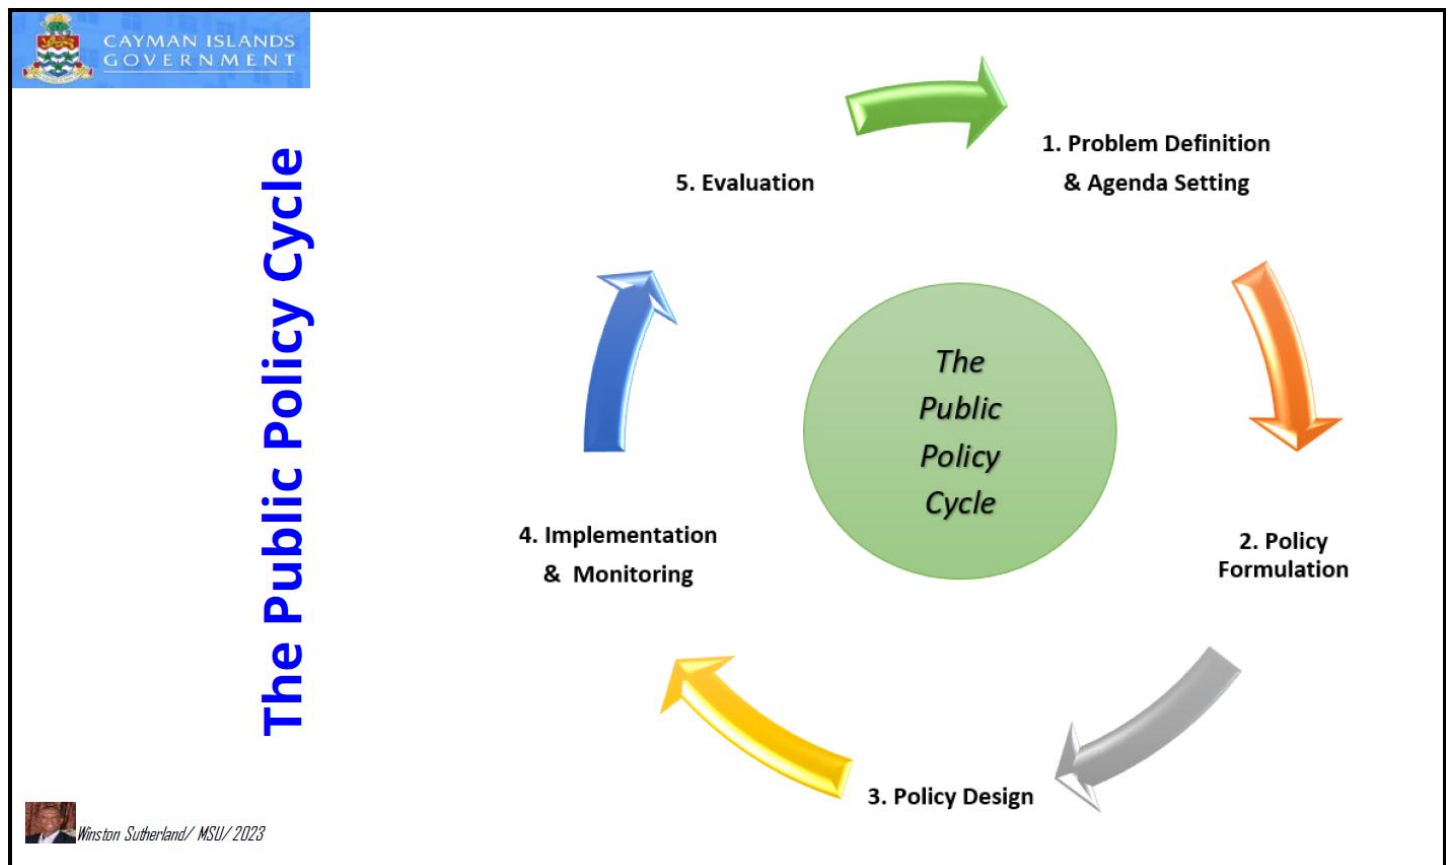 CAYMAN ISLANDS
GOVERNMENT
The Public Policy Cycle
1. Problem Definition
& Agenda Setting
2. Policy
Formulation
3. Policy Design
4. Implementation
& Monitoring
5. Evaluation
The
Public
Policy
Cycle
Winston Sutherland/ MSU/ 2023